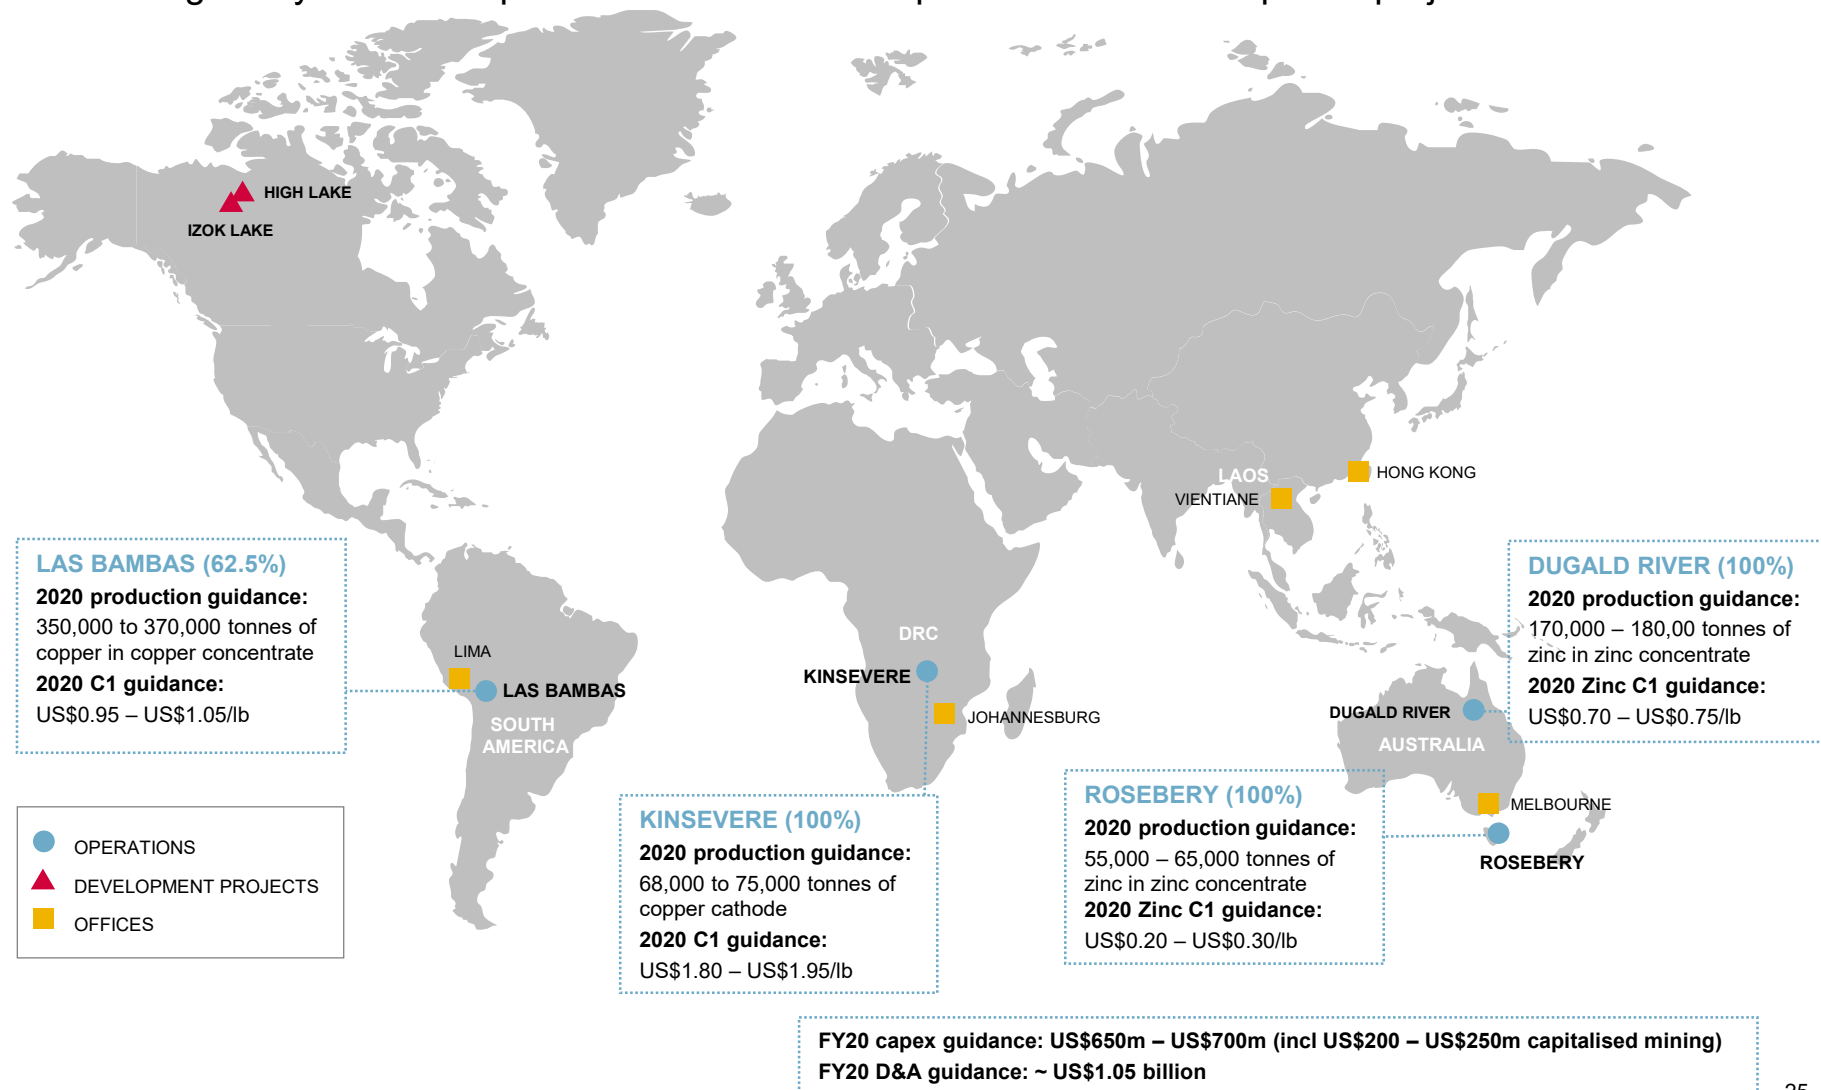 HIGH LAKE
IZOK LAKE
LAOS
HONG KONG
VIENTIANE
LAS BAMBAS (62.5%)
2020 production guidance:
350,000 to 370,000 tonnes of
copper in copper concentrate
2020 C1 guidance:
US$0.95 – US$1.05/lb
LIMA
LAS BAMBAS
SOUTH
AMERICA
DRC
KINSEVERE
JOHANNESBURG
DUGALD RIVER (100%)
2020 production guidance:
170,000 – 180,00 tonnes of
zinc in zinc concentrate
2020 Zinc C1 guidance:
US$0.70 – US$0.75/lb
DUGALD RIVER
AUSTRALIA
MELBOURNE
ROSEBERY
OPERATIONS
DEVELOPMENT PROJECTS
OFFICES
KINSEVERE (100%)
2020 production guidance:
68,000 to 75,000 tonnes of
copper cathode
2020 C1 guidance:
US$1.80 – US$1.95/lb
ROSEBERY (100%)
2020 production guidance:
55,000 – 65,000 tonnes of
zinc in zinc concentrate
2020 Zinc C1 guidance:
US$0.20 – US$0.30/lb
FY20 capex guidance: US$650m – US$700m (incl US$200 – US$250m capitalised mining)
FY20 D&A guidance: ~ US$1.05 billion